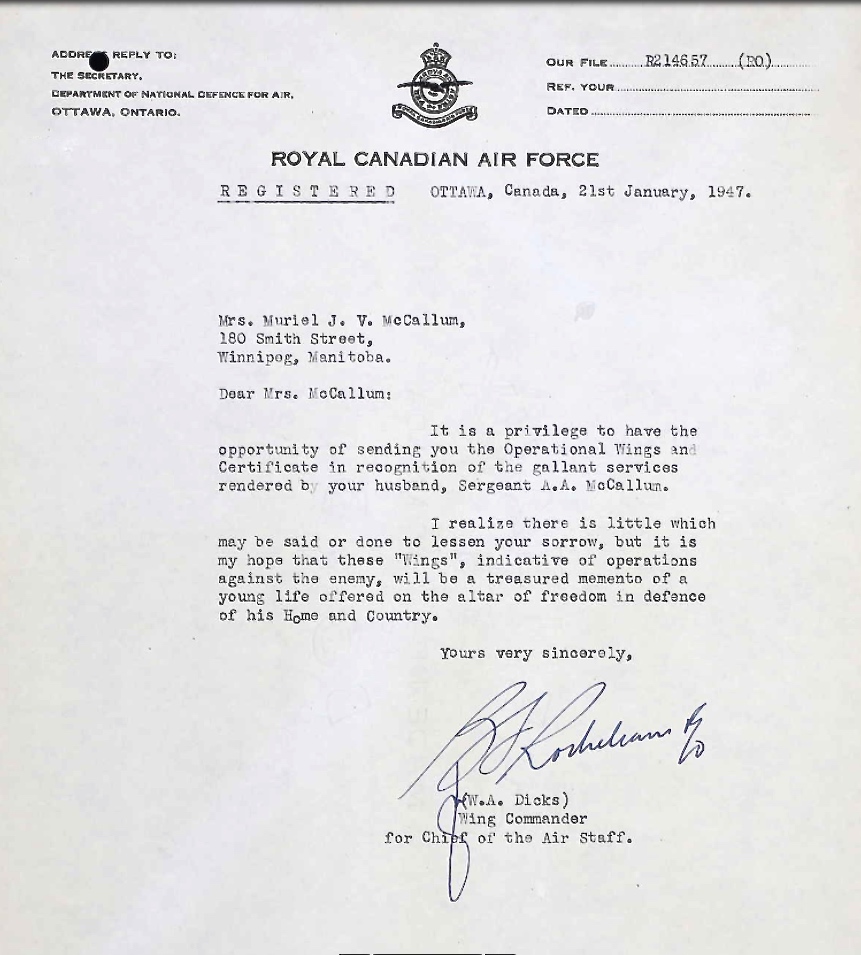 ADDRESS REPLY TO:
THE SECRETARY,
DEPARTMENT OF NATIONAL DEFENCE FOR AIR,
OTTAWA, ONTARIO.
OUR FILE R214657 (RO)
REF. YOUR
DATED
ROYAL CANADIAN AIR FORCE
REGISTERED OTTAWA, Canada, 21st January, 1947.
Mrs. Muriel J. V. McCallum,
180 Smith Street,
Winnipeg, Manitoba.
Dear Mrs. McCallum:
It is a privilege to have the
opportunity of sending you the Operational Wings and
Certificate in recognition of the gallant services
rendered by your husband, Sergeant A.A. McCallum.
I realize there is little which
may be said or done to lessen your sorrow, but it is
my hope that these "Wings", indicative of operations
against the enemy, will be a treasured memento of a
young life offered on the altar of freedom in defence
of his Home and Country.
Yours very sincerely,
(W.A. Dicks)
Wing Commander
for Chief of the Air Staff.